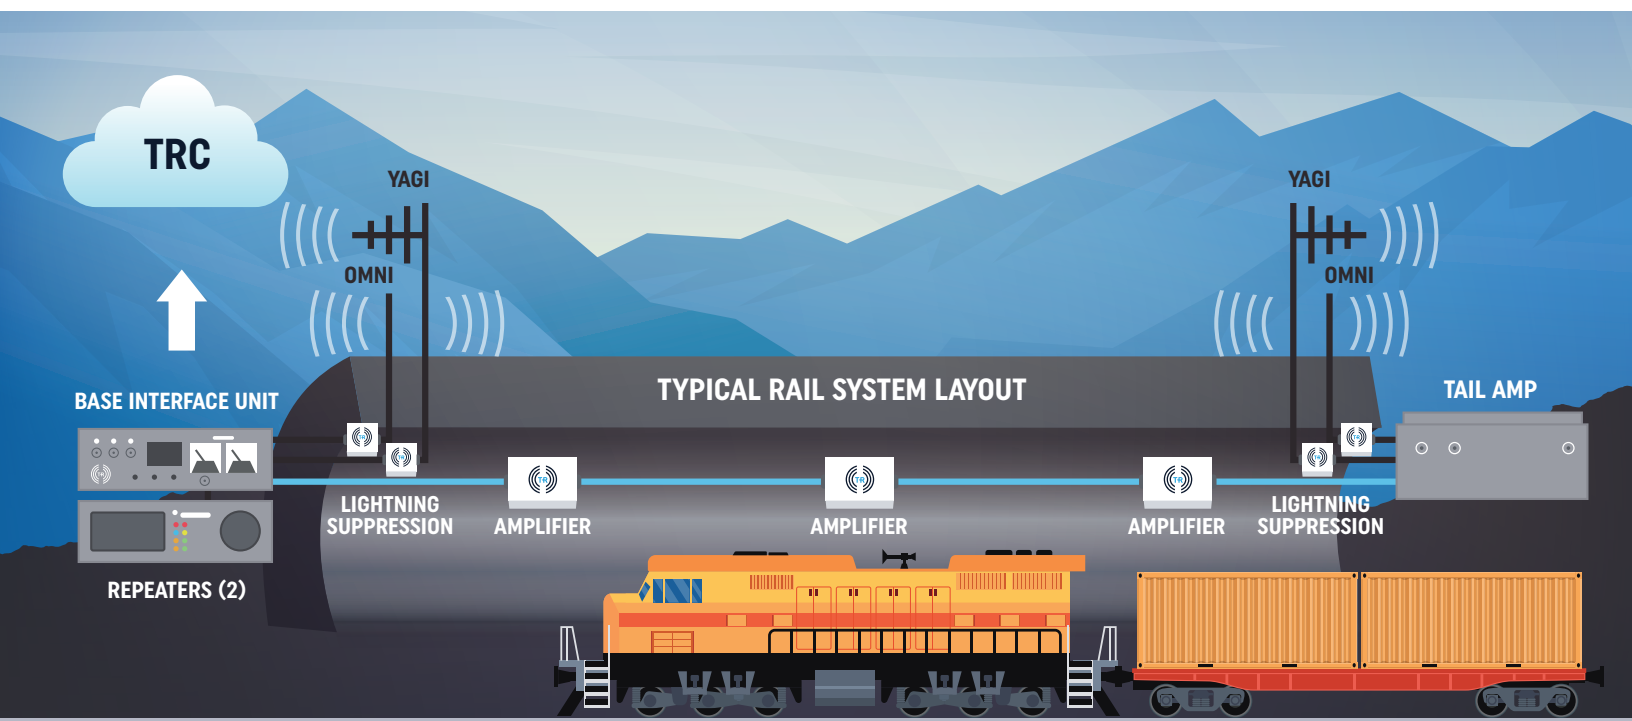 TRC
YAGI
OMNI
YAGI
OMNI
TYPICAL RAIL SYSTEM LAYOUT
BASE INTERFACE UNIT
TAIL AMP
LIGHTNING
SUPPRESSION
AMPLIFIER
AMPLIFIER
AMPLIFIER
LIGHTNING
SUPPRESSION
REPEATERS (2)